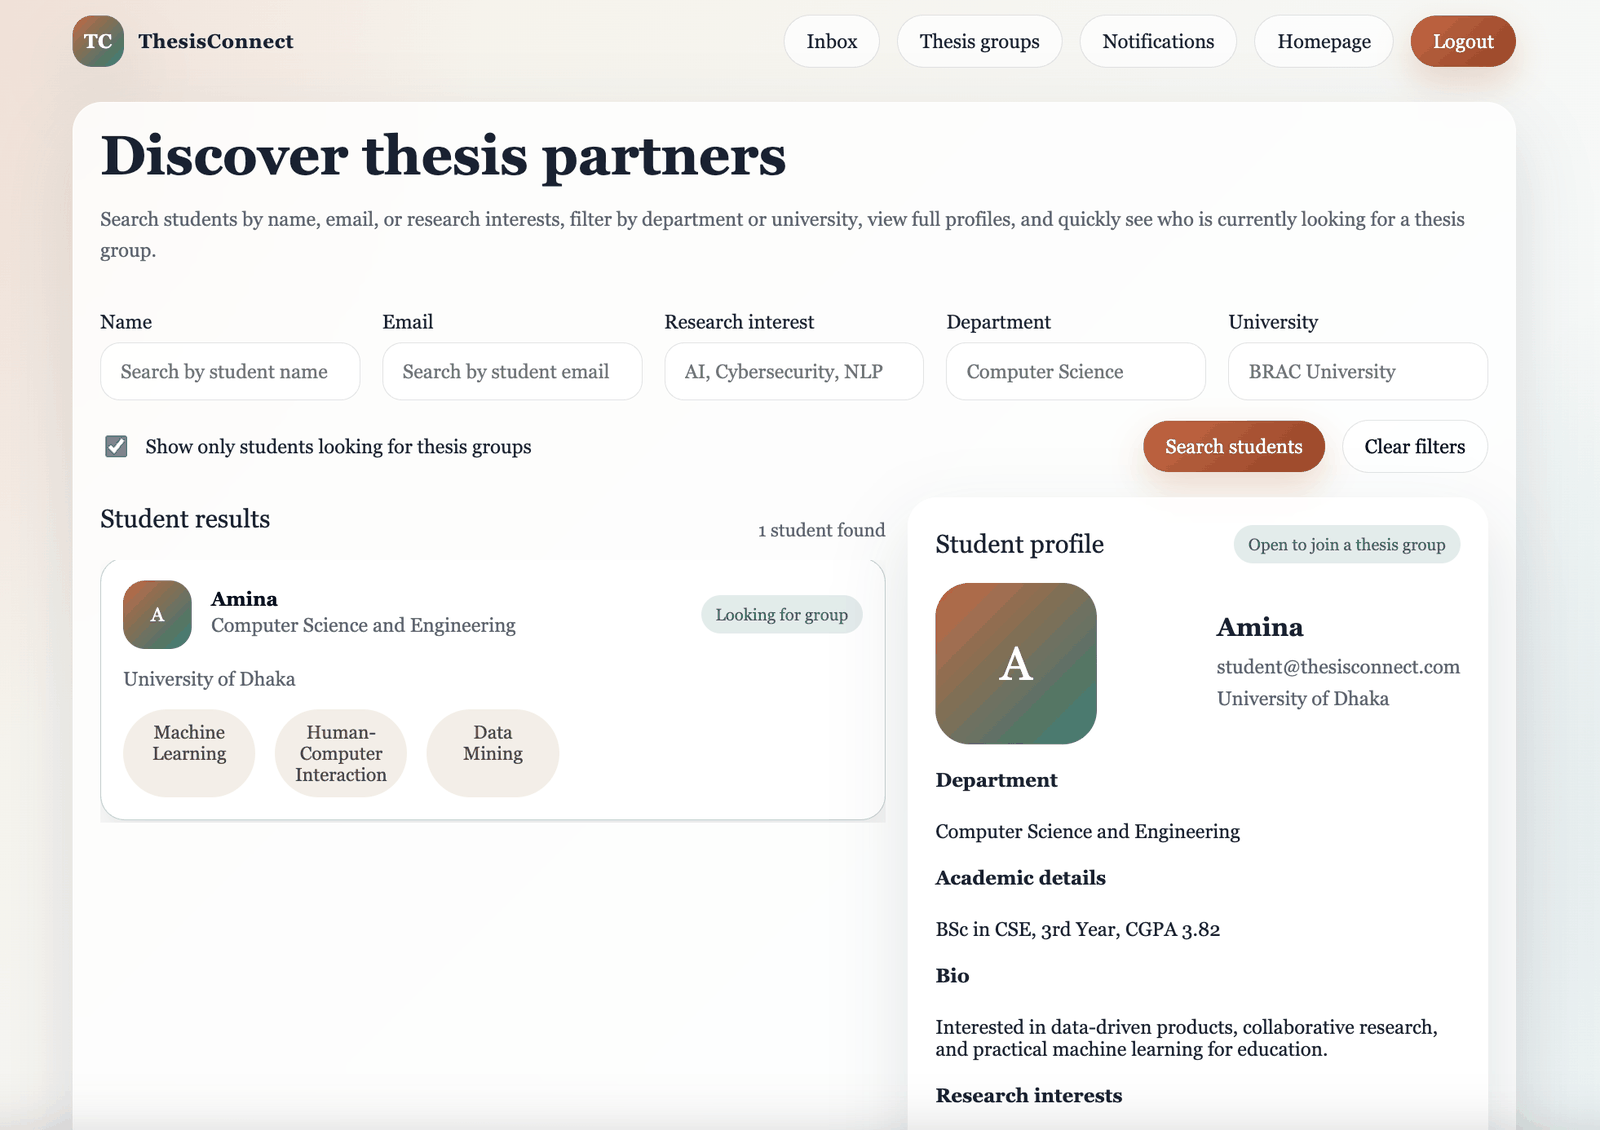 TC ThesisConnect Inbox Thesis groups Notifications Homepage Logout
Discover thesis partners
Search students by name, email, or research interests, filter by department or university, view full profiles, and quickly see who is currently looking for a thesis
group.
Name Email Research interest Department University
Search by student name Search by student email AI, Cybersecurity, NLP Computer Science BRAC University
Show only students looking for thesis groups Search students Clear filters
Student results
1 student found
A
Amina
Computer Science and Engineering
Looking for group
University of Dhaka
Machine
Learning
Human-
Computer
Interaction
Data
Mining
Student profile Open to join a thesis group
A
Amina
student@thesisconnect.com
University of Dhaka
Department
Computer Science and Engineering
Academic details
BSc in CSE, 3rd Year, CGPA 3.82
Bio
Interested in data-driven products, collaborative research,
and practical machine learning for education.
Research interests